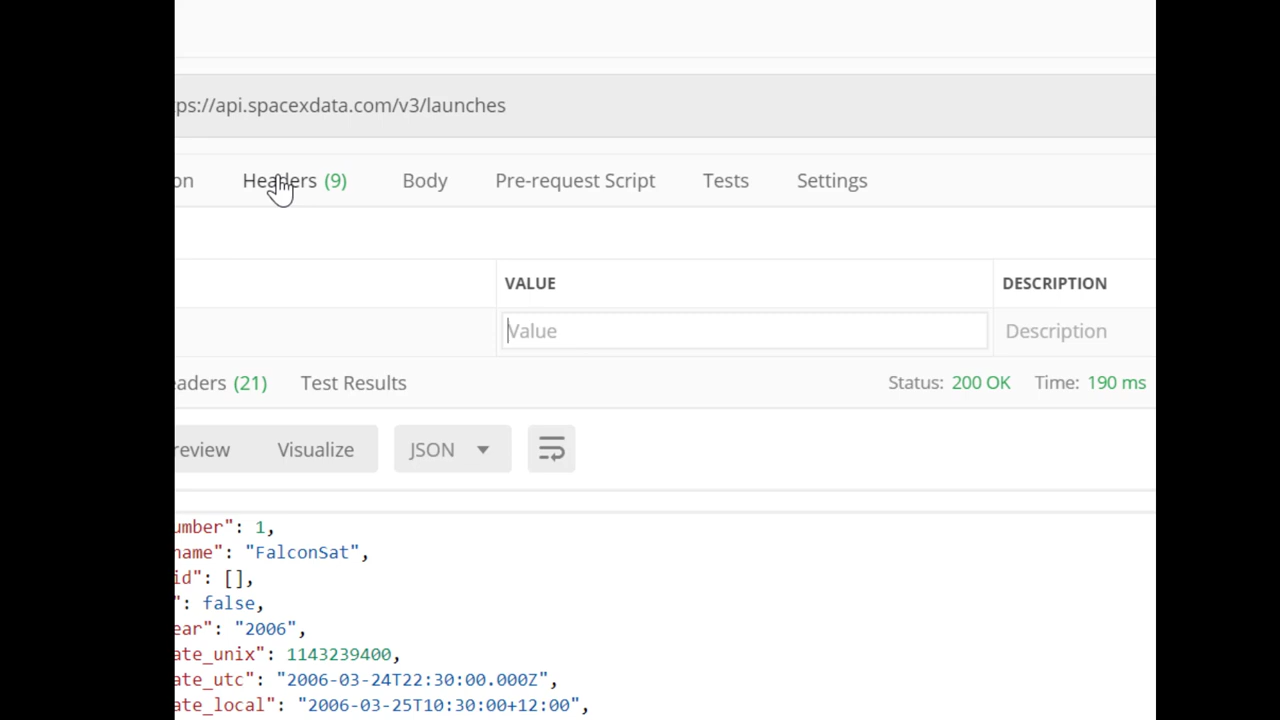 ps://api.spacexdata.com/v3/launches
on Headers (9) Body Pre-request Script Tests Settings
VALUE DESCRIPTION
Value Description
eaders (21) Test Results Status: 200 OK Time: 190 ms
review Visualize JSON
umber": 1,
name": "FalconSat",
id": [],
": false,
ear": "2006",
ate_unix": 1143239400,
ate_utc": "2006-03-24T22:30:00.000Z",
ate_local": "2006-03-25T10:30:00+12:00",